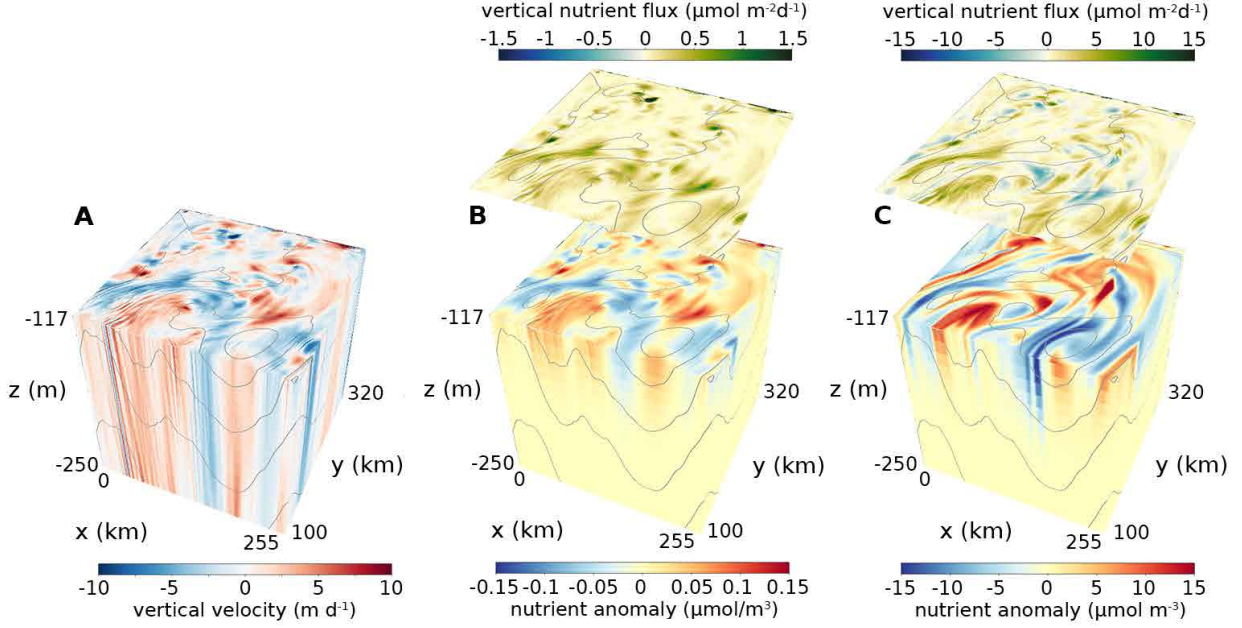 vertical nutrient flux (μmol m⁻²d⁻¹)
-1.5 -1 -0.5 0 0.5 1 1.5
vertical nutrient flux (μmol m⁻²d⁻¹)
-15 -10 -5 0 5 10 15
A
-117
z (m)
-250
0
x (km)
255
100
y (km)
320
-10 -5 0 5 10
vertical velocity (m d⁻¹)
B
-117
z (m)
-250
0
x (km)
255
100
y (km)
320
-0.15 -0.1 -0.05 0 0.05 0.1 0.15
nutrient anomaly (μmol/m³)
C
-117
z (m)
-250
0
x (km)
255
100
y (km)
320
-15 -10 -5 0 5 10 15
nutrient anomaly (μmol m⁻³)